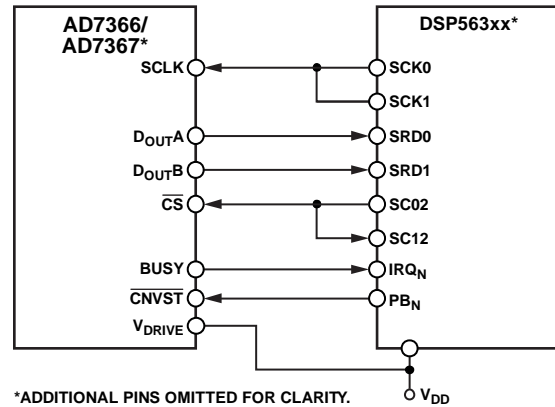 AD7366/
AD7367*
DSP563xx*
SCLK
SCK0
SCK1
DOUTA
SRD0
DOUTB
SRD1
CS
SC02
SC12
BUSY
IRQN
CNVST
PBN
VDRIVE
*ADDITIONAL PINS OMITTED FOR CLARITY.
VDD